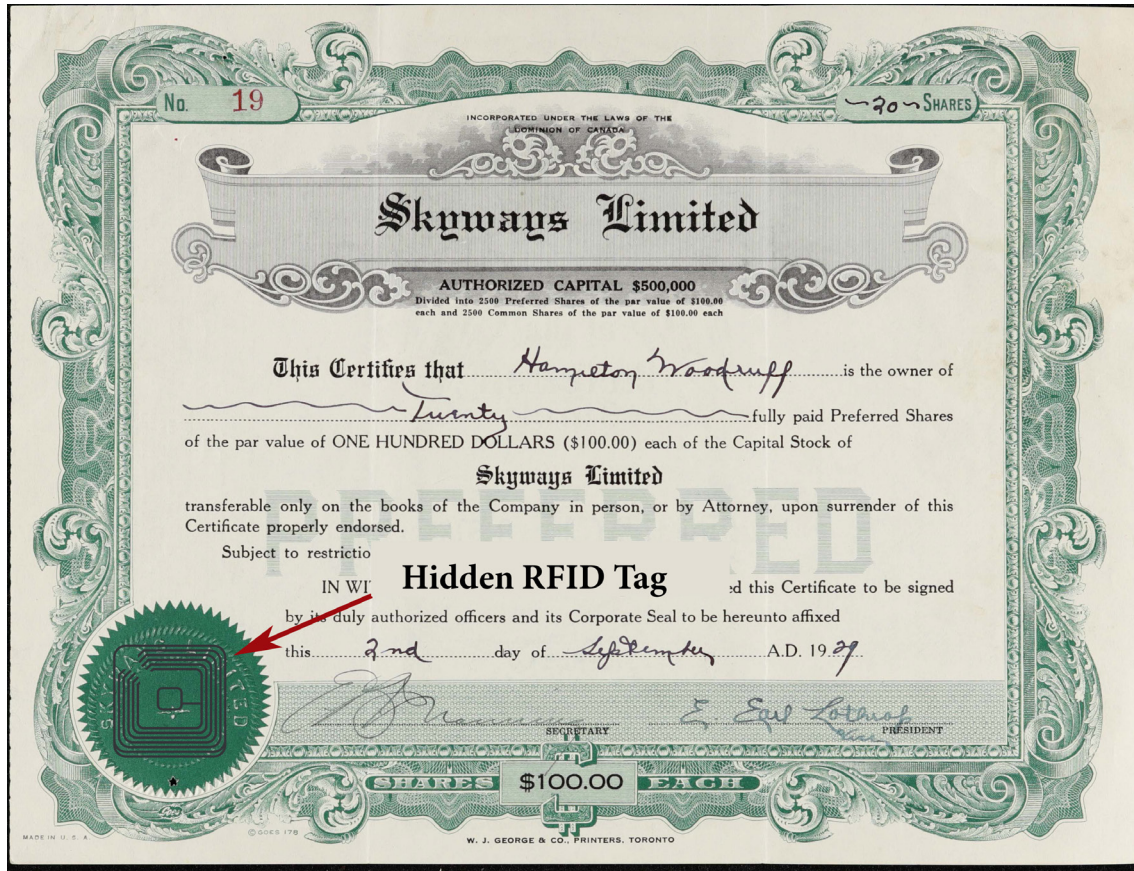 No. 19
~20~ SHARES
INCORPORATED UNDER THE LAWS OF THE
DOMINION OF CANADA
Skyways Limited
AUTHORIZED CAPITAL $500,000
Divided into 2500 Preferred Shares of the par value of $100.00
each and 2500 Common Shares of the par value of $100.00 each
This Certifies that Hamilton Woodruff is the owner of
Twenty fully paid Preferred Shares
of the par value of ONE HUNDRED DOLLARS ($100.00) each of the Capital Stock of
Skyways Limited
PREFERRED
transferable only on the books of the Company in person, or by Attorney, upon surrender of this
Certificate properly endorsed.
Subject to restrictio
Hidden RFID Tag
IN WI d this Certificate to be signed
by its duly authorized officers and its Corporate Seal to be hereunto affixed
this 2nd day of September A.D. 1929
E. Earl Lothrop
SECRETARY
PRESIDENT
SHARES $100.00 EACH
MADE IN U. S. A.
© GOES 178
W. J. GEORGE & CO., PRINTERS, TORONTO